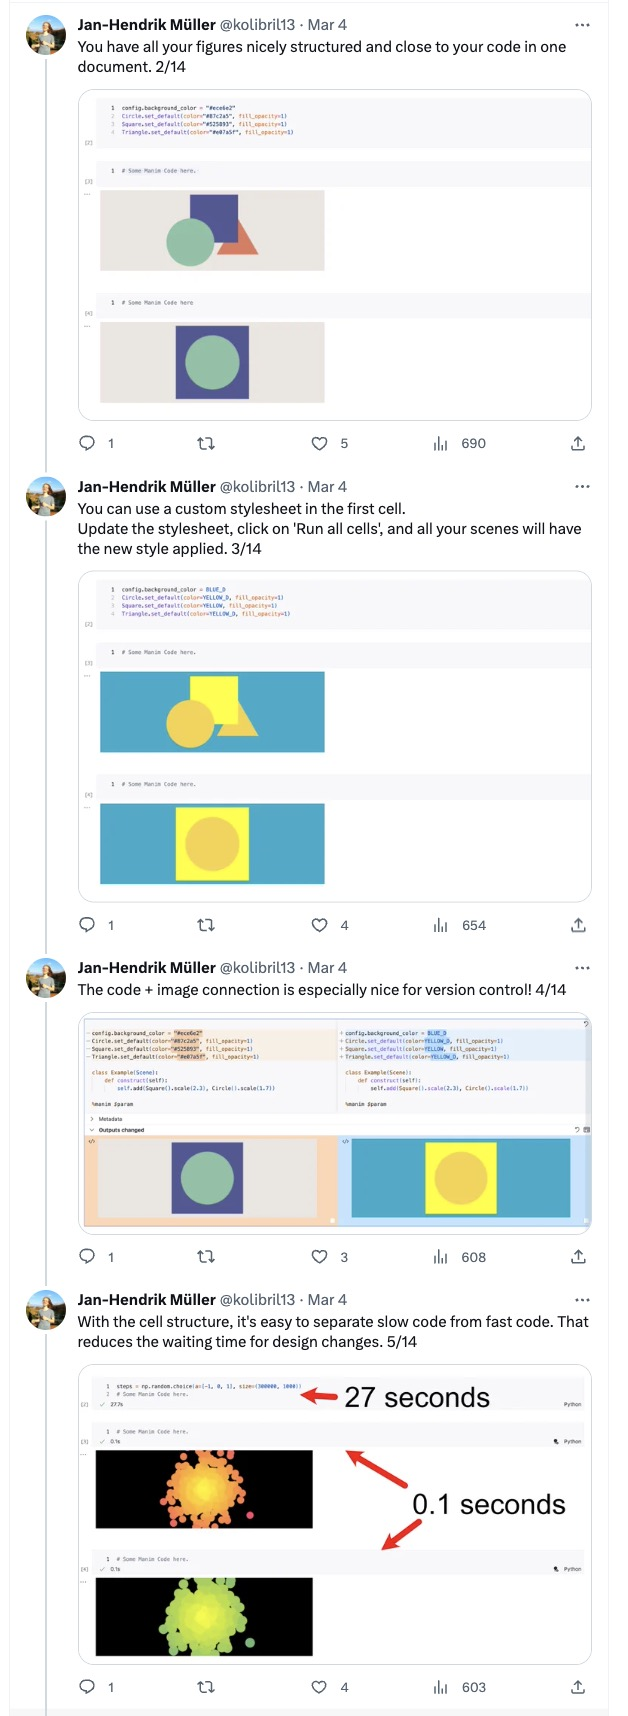 Jan-Hendrik Müller @kolibril13 · Mar 4
You have all your figures nicely structured and close to your code in one
document. 2/14
1 config.background_color = "#ece6e2"
2 Circle.set_default(color="#87c2a5", fill_opacity=1)
3 Square.set_default(color="#525893", fill_opacity=1)
4 Triangle.set_default(color="#e07a5f", fill_opacity=1)
[2]
1 # Some Manim Code here.
[3]
...
1 # Some Manim Code here
[4]
...
1 5 690
Jan-Hendrik Müller @kolibril13 · Mar 4
You can use a custom stylesheet in the first cell.
Update the stylesheet, click on 'Run all cells', and all your scenes will have
the new style applied. 3/14
1 config.background_color = BLUE_D
2 Circle.set_default(color=YELLOW_D, fill_opacity=1)
3 Square.set_default(color=YELLOW, fill_opacity=1)
4 Triangle.set_default(color=YELLOW_D, fill_opacity=1)
[2]
1 # Some Manim Code here.
[3]
...
1 # Some Manim Code here.
[4]
...
1 4 654
Jan-Hendrik Müller @kolibril13 · Mar 4
The code + image connection is especially nice for version control! 4/14
−config.background_color = "#ece6e2" +config.background_color = BLUE_D
−Circle.set_default(color="#87c2a5", fill_opacity=1) +Circle.set_default(color=YELLOW_D, fill_opacity=1)
−Square.set_default(color="#525893", fill_opacity=1) +Square.set_default(color=YELLOW, fill_opacity=1)
−Triangle.set_default(color="#e07a5f", fill_opacity=1) +Triangle.set_default(color=YELLOW_D, fill_opacity=1)
class Example(Scene): class Example(Scene):
def construct(self): def construct(self):
self.add(Square().scale(2.3), Circle().scale(1.7)) self.add(Square().scale(2.3), Circle().scale(1.7))
%manim $param %manim $param
Metadata
Outputs changed
</> </>
1 3 608
Jan-Hendrik Müller @kolibril13 · Mar 4
With the cell structure, it's easy to separate slow code from fast code. That
reduces the waiting time for design changes. 5/14
1 steps = np.random.choice(a=[-1, 0, 1], size=(300000, 1000))
1 # Some Manim Code here.
27 seconds
[2] ✓ 27.7s Python
1 # Some Manim Code here.
[3] ✓ 0.1s Python
...
0.1 seconds
1 # Some Manim Code here.
[4] ✓ 0.1s Python
...
1 4 603